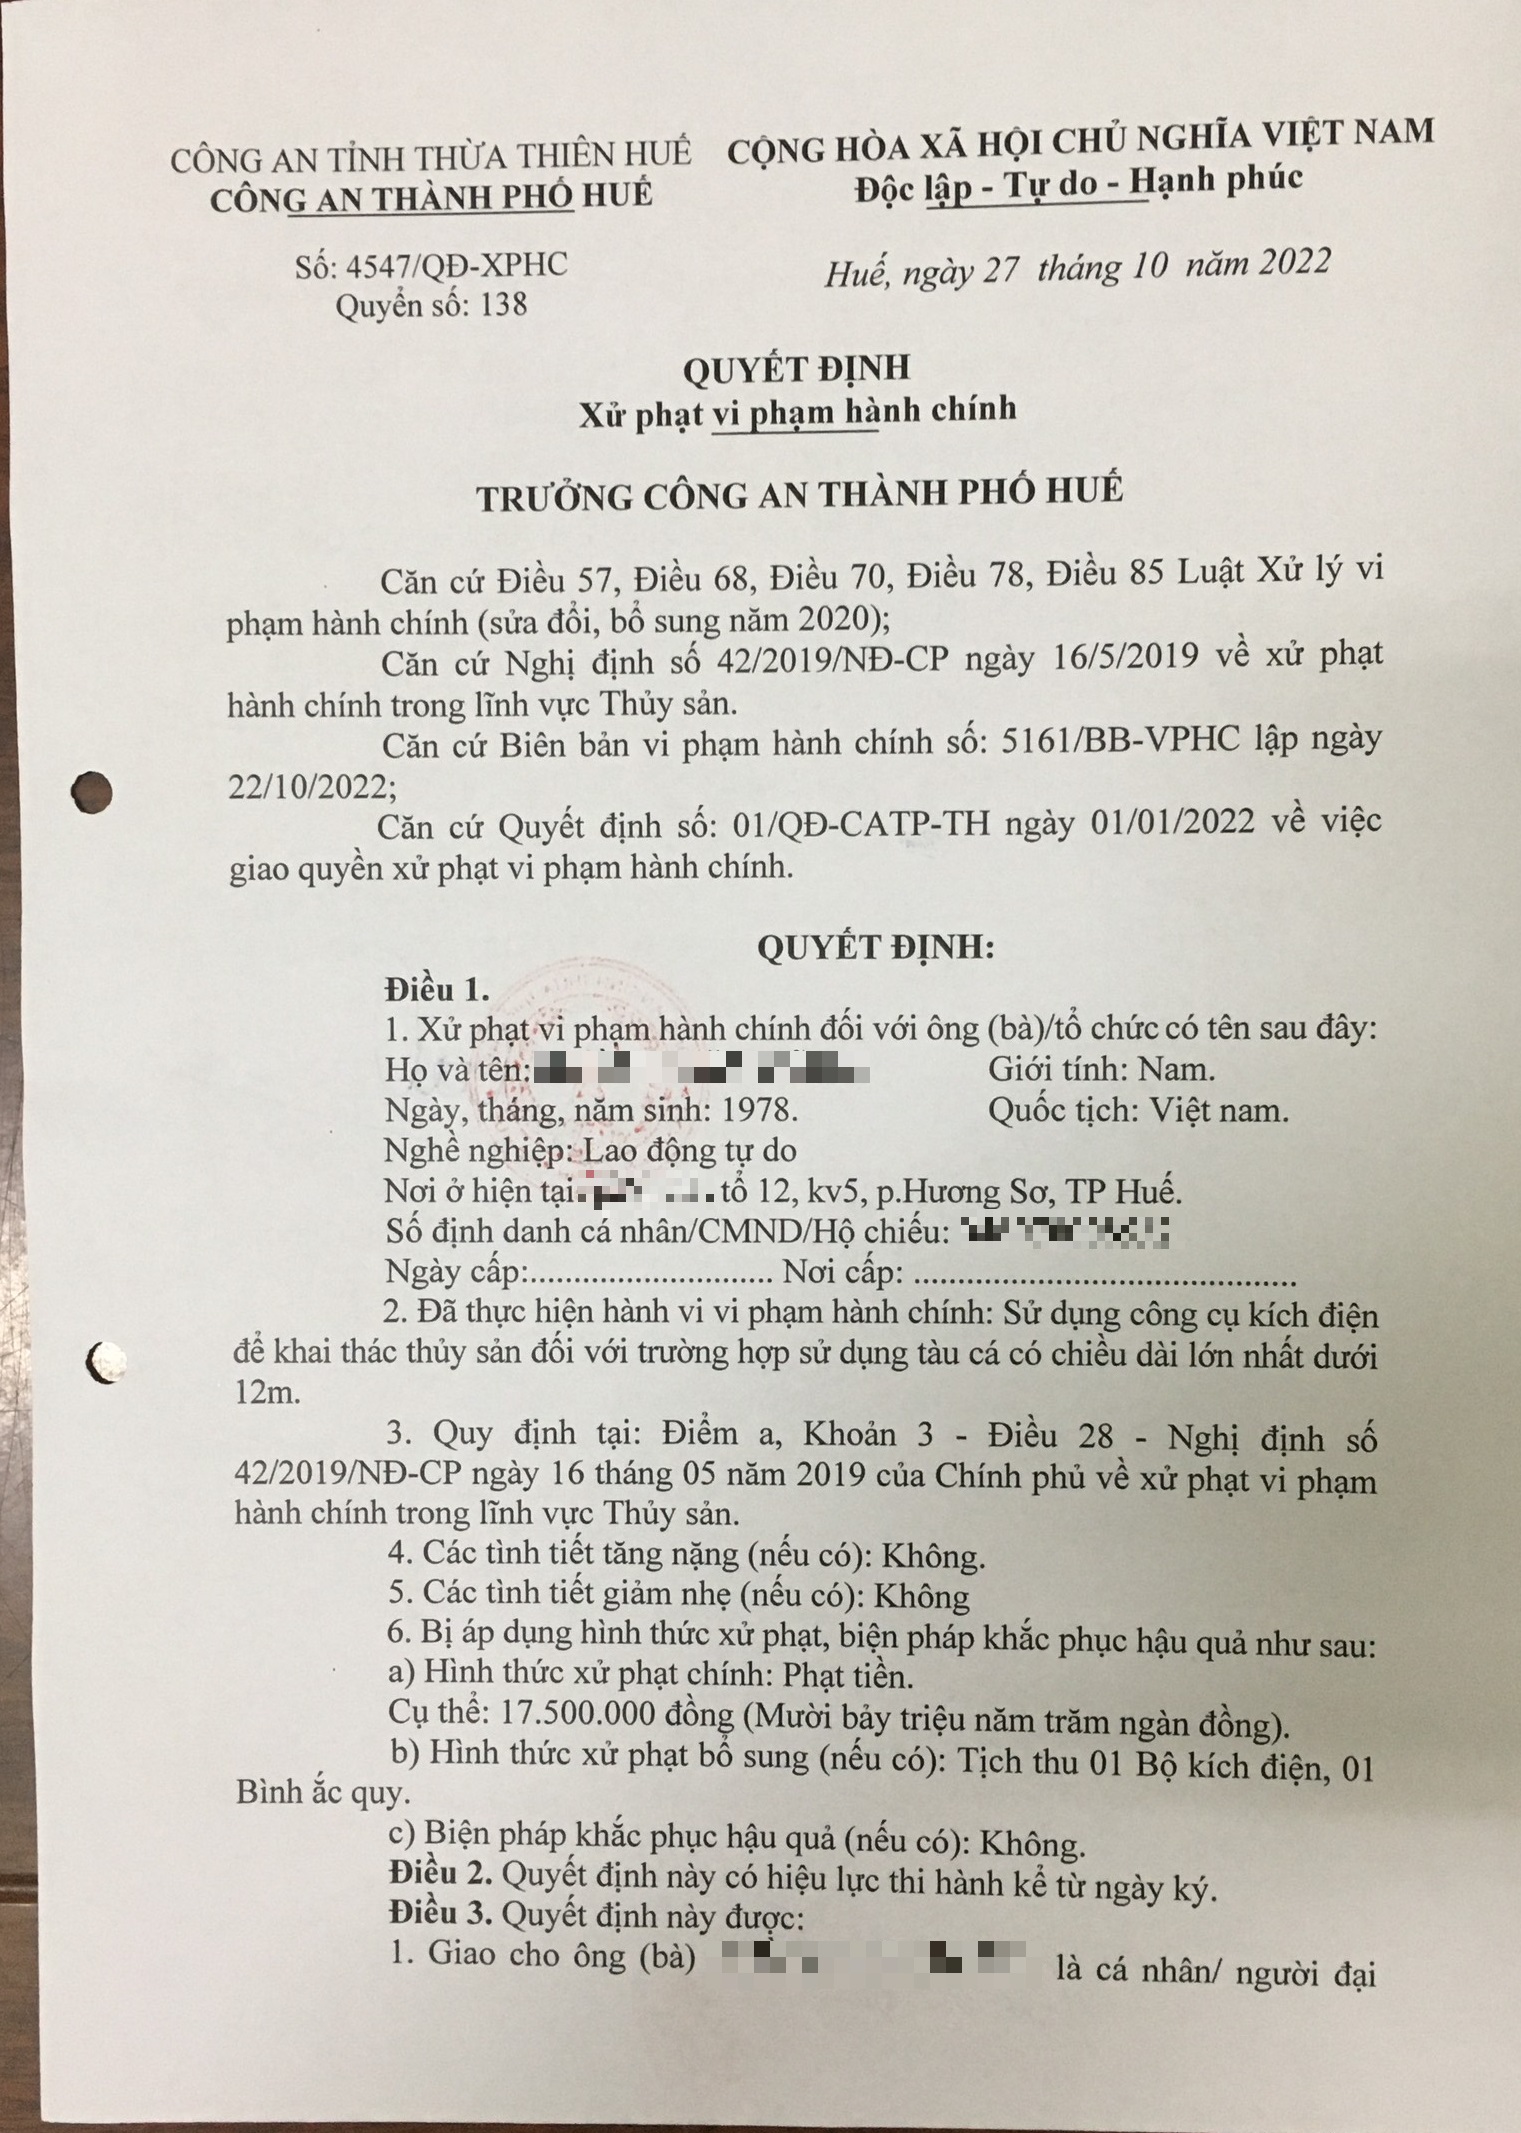 CÔNG AN TỈNH THỪA THIÊN HUẾ
CÔNG AN THÀNH PHỐ HUẾ
CỘNG HÒA XÃ HỘI CHỦ NGHĨA VIỆT NAM
Độc lập - Tự do - Hạnh phúc
Số: 4547/QĐ-XPHC
Quyển số: 138
Huế, ngày 27 tháng 10 năm 2022
QUYẾT ĐỊNH
Xử phạt vi phạm hành chính
TRƯỞNG CÔNG AN THÀNH PHỐ HUẾ
Căn cứ Điều 57, Điều 68, Điều 70, Điều 78, Điều 85 Luật Xử lý vi
phạm hành chính (sửa đổi, bổ sung năm 2020);
Căn cứ Nghị định số 42/2019/NĐ-CP ngày 16/5/2019 về xử phạt
hành chính trong lĩnh vực Thủy sản.
Căn cứ Biên bản vi phạm hành chính số: 5161/BB-VPHC lập ngày
22/10/2022;
Căn cứ Quyết định số: 01/QĐ-CATP-TH ngày 01/01/2022 về việc
giao quyền xử phạt vi phạm hành chính.
QUYẾT ĐỊNH:
Điều 1.
1. Xử phạt vi phạm hành chính đối với ông (bà)/tổ chức có tên sau đây:
Họ và tên: Giới tính: Nam.
Ngày, tháng, năm sinh: 1978. Quốc tịch: Việt nam.
Nghề nghiệp: Lao động tự do
Nơi ở hiện tại tổ 12, kv5, p.Hương Sơ, TP Huế.
Số định danh cá nhân/CMND/Hộ chiếu:
Ngày cấp:............................ Nơi cấp: ............................................
2. Đã thực hiện hành vi vi phạm hành chính: Sử dụng công cụ kích điện
để khai thác thủy sản đối với trường hợp sử dụng tàu cá có chiều dài lớn nhất dưới
12m.
3. Quy định tại: Điểm a, Khoản 3 - Điều 28 - Nghị định số
42/2019/NĐ-CP ngày 16 tháng 05 năm 2019 của Chính phủ về xử phạt vi phạm
hành chính trong lĩnh vực Thủy sản.
4. Các tình tiết tăng nặng (nếu có): Không.
5. Các tình tiết giảm nhẹ (nếu có): Không
6. Bị áp dụng hình thức xử phạt, biện pháp khắc phục hậu quả như sau:
a) Hình thức xử phạt chính: Phạt tiền.
Cụ thể: 17.500.000 đồng (Mười bảy triệu năm trăm ngàn đồng).
b) Hình thức xử phạt bổ sung (nếu có): Tịch thu 01 Bộ kích điện, 01
Bình ắc quy.
c) Biện pháp khắc phục hậu quả (nếu có): Không.
Điều 2. Quyết định này có hiệu lực thi hành kể từ ngày ký.
Điều 3. Quyết định này được:
1. Giao cho ông (bà) là cá nhân/ người đại